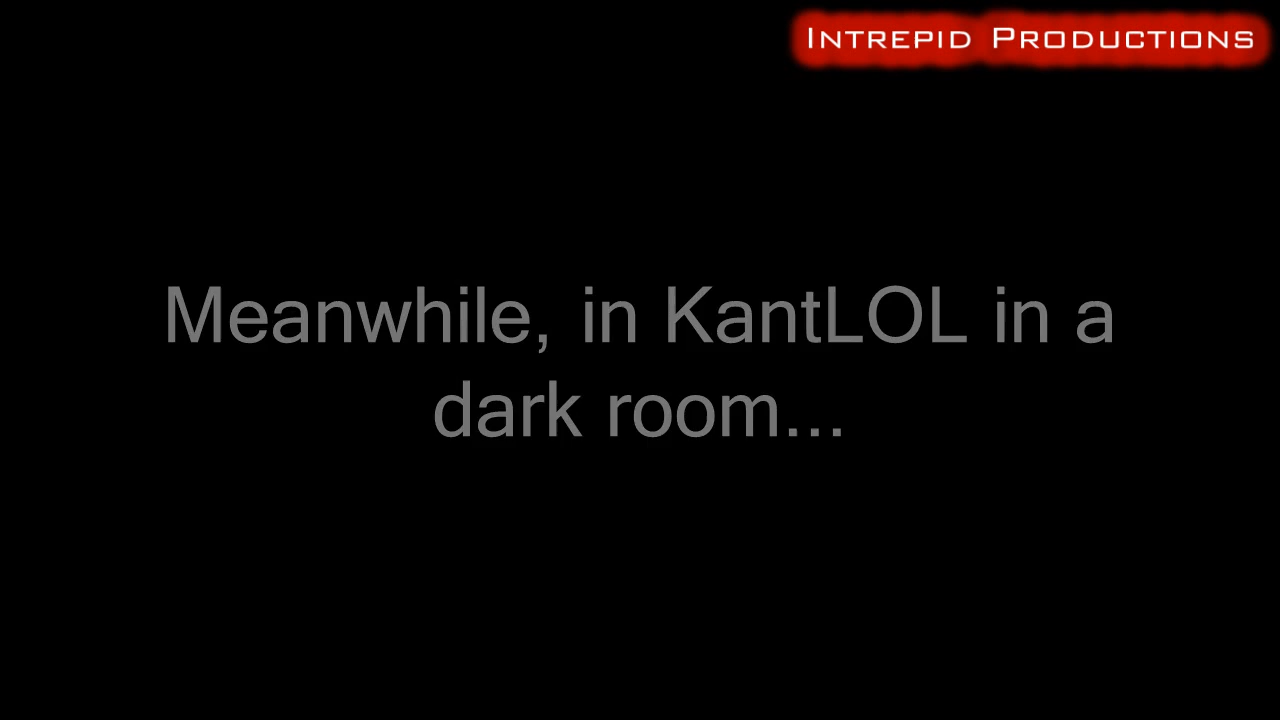 Intrepid Productions
Meanwhile, in KantLOL in a
dark room...